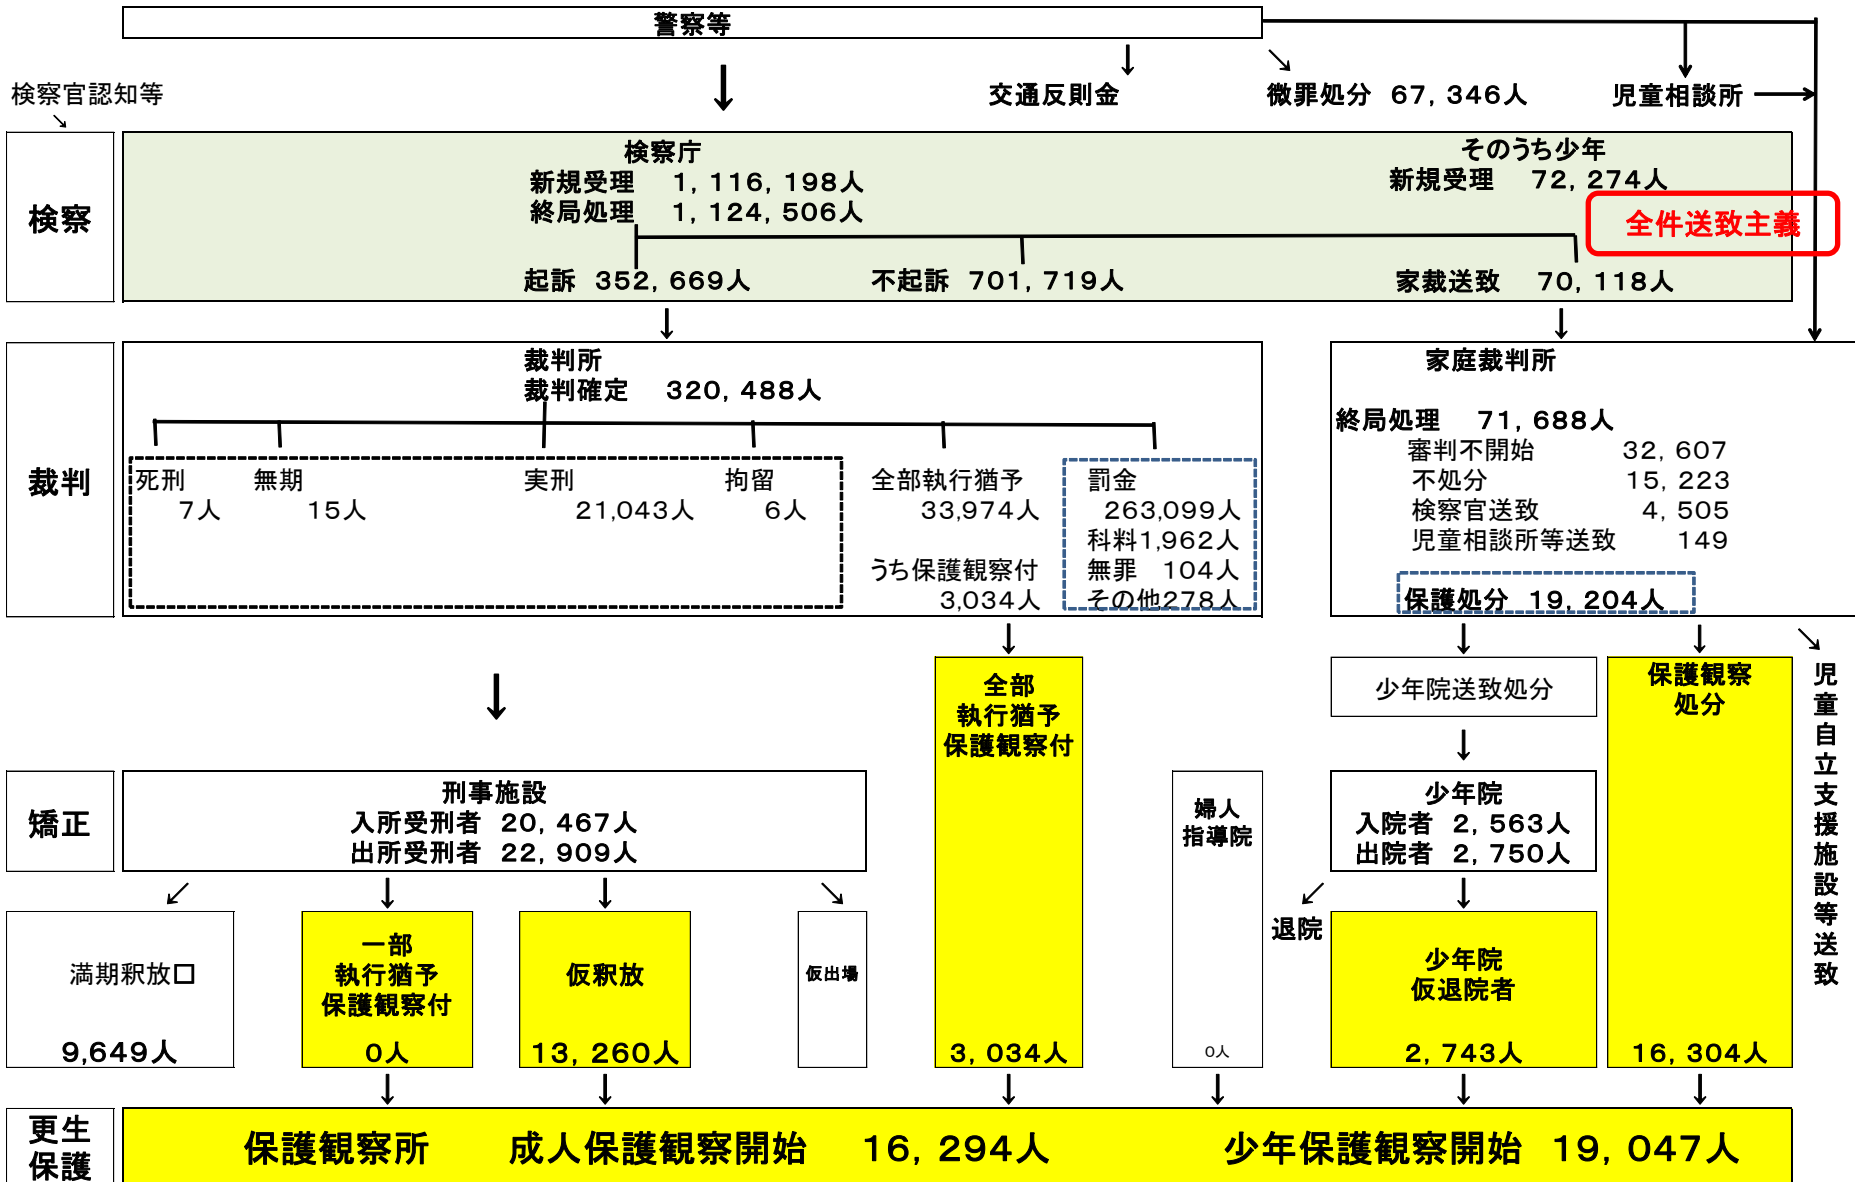 警察等
検察官認知等
交通反則金
微罪処分 67,346人
児童相談所
検察
検察庁
新規受理 1,116,198人
終局処理 1,124,506人
そのうち少年
新規受理 72,274人
全件送致主義
起訴 352,669人
不起訴 701,719人
家裁送致 70,118人
裁判
裁判所
裁判確定 320,488人
死刑
7人
無期
15人
実刑
21,043人
拘留
6人
全部執行猶予
33,974人
うち保護観察付
3,034人
罰金
263,099人
科料1,962人
無罪 104人
その他278人
家庭裁判所
終局処理 71,688人
審判不開始 32,607
不処分 15,223
検察官送致 4,505
児童相談所等送致 149
保護処分 19,204人
全部
執行猶予
保護観察付
3,034人
少年院送致処分
保護観察
処分
16,304人
児童自立支援施設等送致
矯正
刑事施設
入所受刑者 20,467人
出所受刑者 22,909人
婦人
指導院
0人
少年院
入院者 2,563人
出院者 2,750人
退院
満期釈放口
9,649人
一部
執行猶予
保護観察付
0人
仮釈放
13,260人
仮出場
少年院
仮退院者
2,743人
更生
保護
保護観察所 成人保護観察開始 16,294人 少年保護観察開始 19,047人